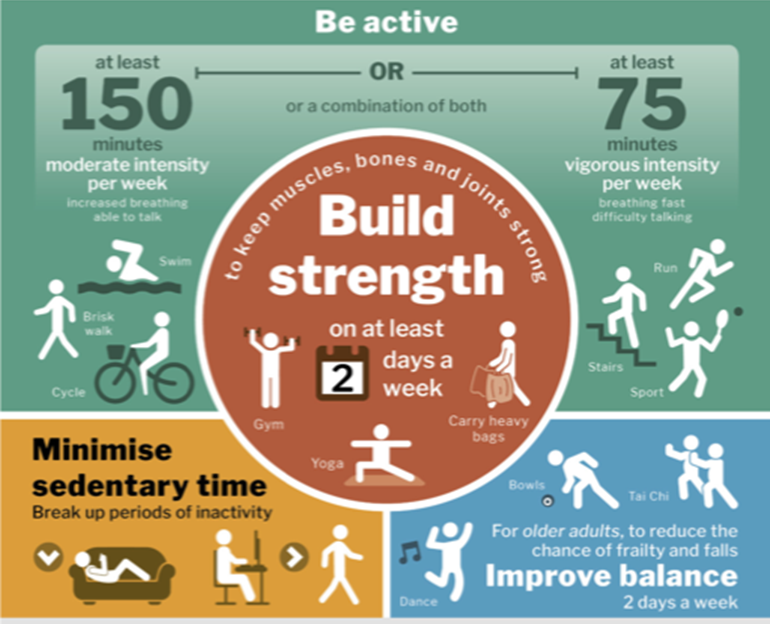 Be active
at least
150
minutes
moderate intensity
per week
increased breathing
able to talk
OR
or a combination of both
at least
75
minutes
vigorous intensity
per week
breathing fast
difficulty talking
Swim
Brisk
walk
Cycle
to keep muscles, bones and joints strong
Build
strength
on at least
2
days a
week
Gym
Yoga
Carry heavy
bags
Run
Stairs
Sport
Minimise
sedentary time
Break up periods of inactivity
Bowls
Tai Chi
Dance
For older adults, to reduce the
chance of frailty and falls
Improve balance
2 days a week